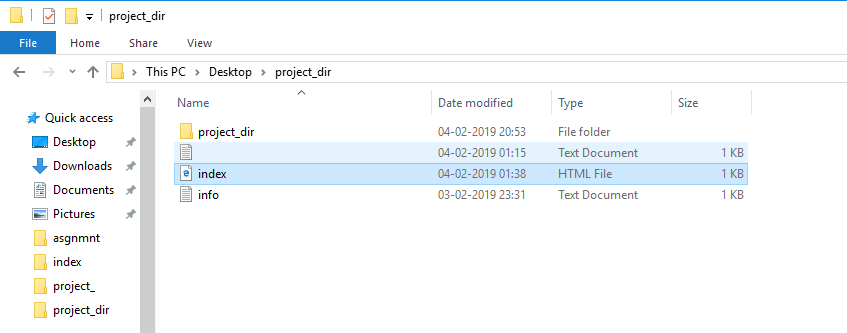 project_dir
File Home Share View
This PC Desktop project_dir
Name Date modified Type Size
Quick access
Desktop
Downloads
Documents
Pictures
asgnmnt
index
project_
project_dir
project_dir 04-02-2019 20:53 File folder
04-02-2019 01:15 Text Document 1 KB
index 04-02-2019 01:38 HTML File 1 KB
info 03-02-2019 23:31 Text Document 1 KB